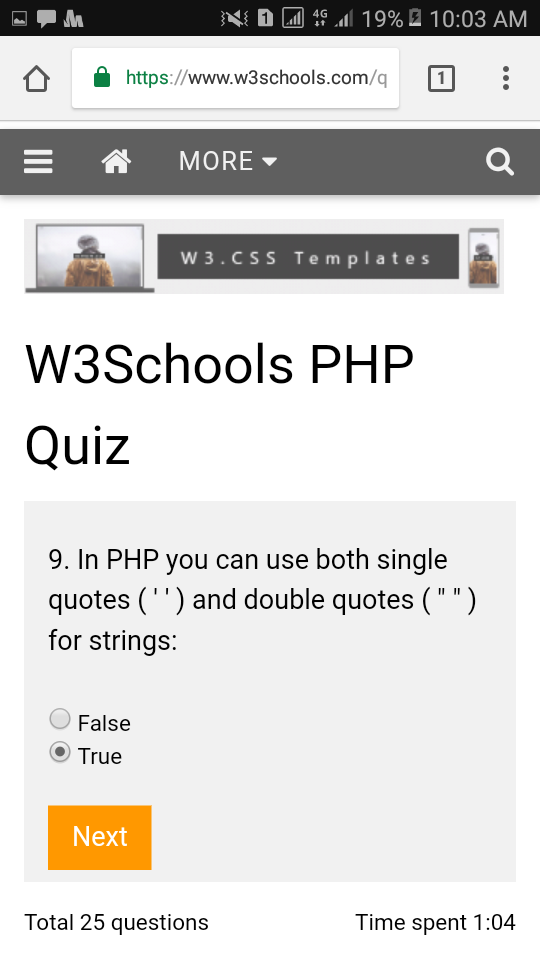 1 4G 19% 10:03 AM
https://www.w3schools.com/q 1
MORE
W3.CSS Templates
W3Schools PHP
Quiz
9. In PHP you can use both single
quotes ( ' ' ) and double quotes ( " " )
for strings:
False
True
Next
Total 25 questions Time spent 1:04